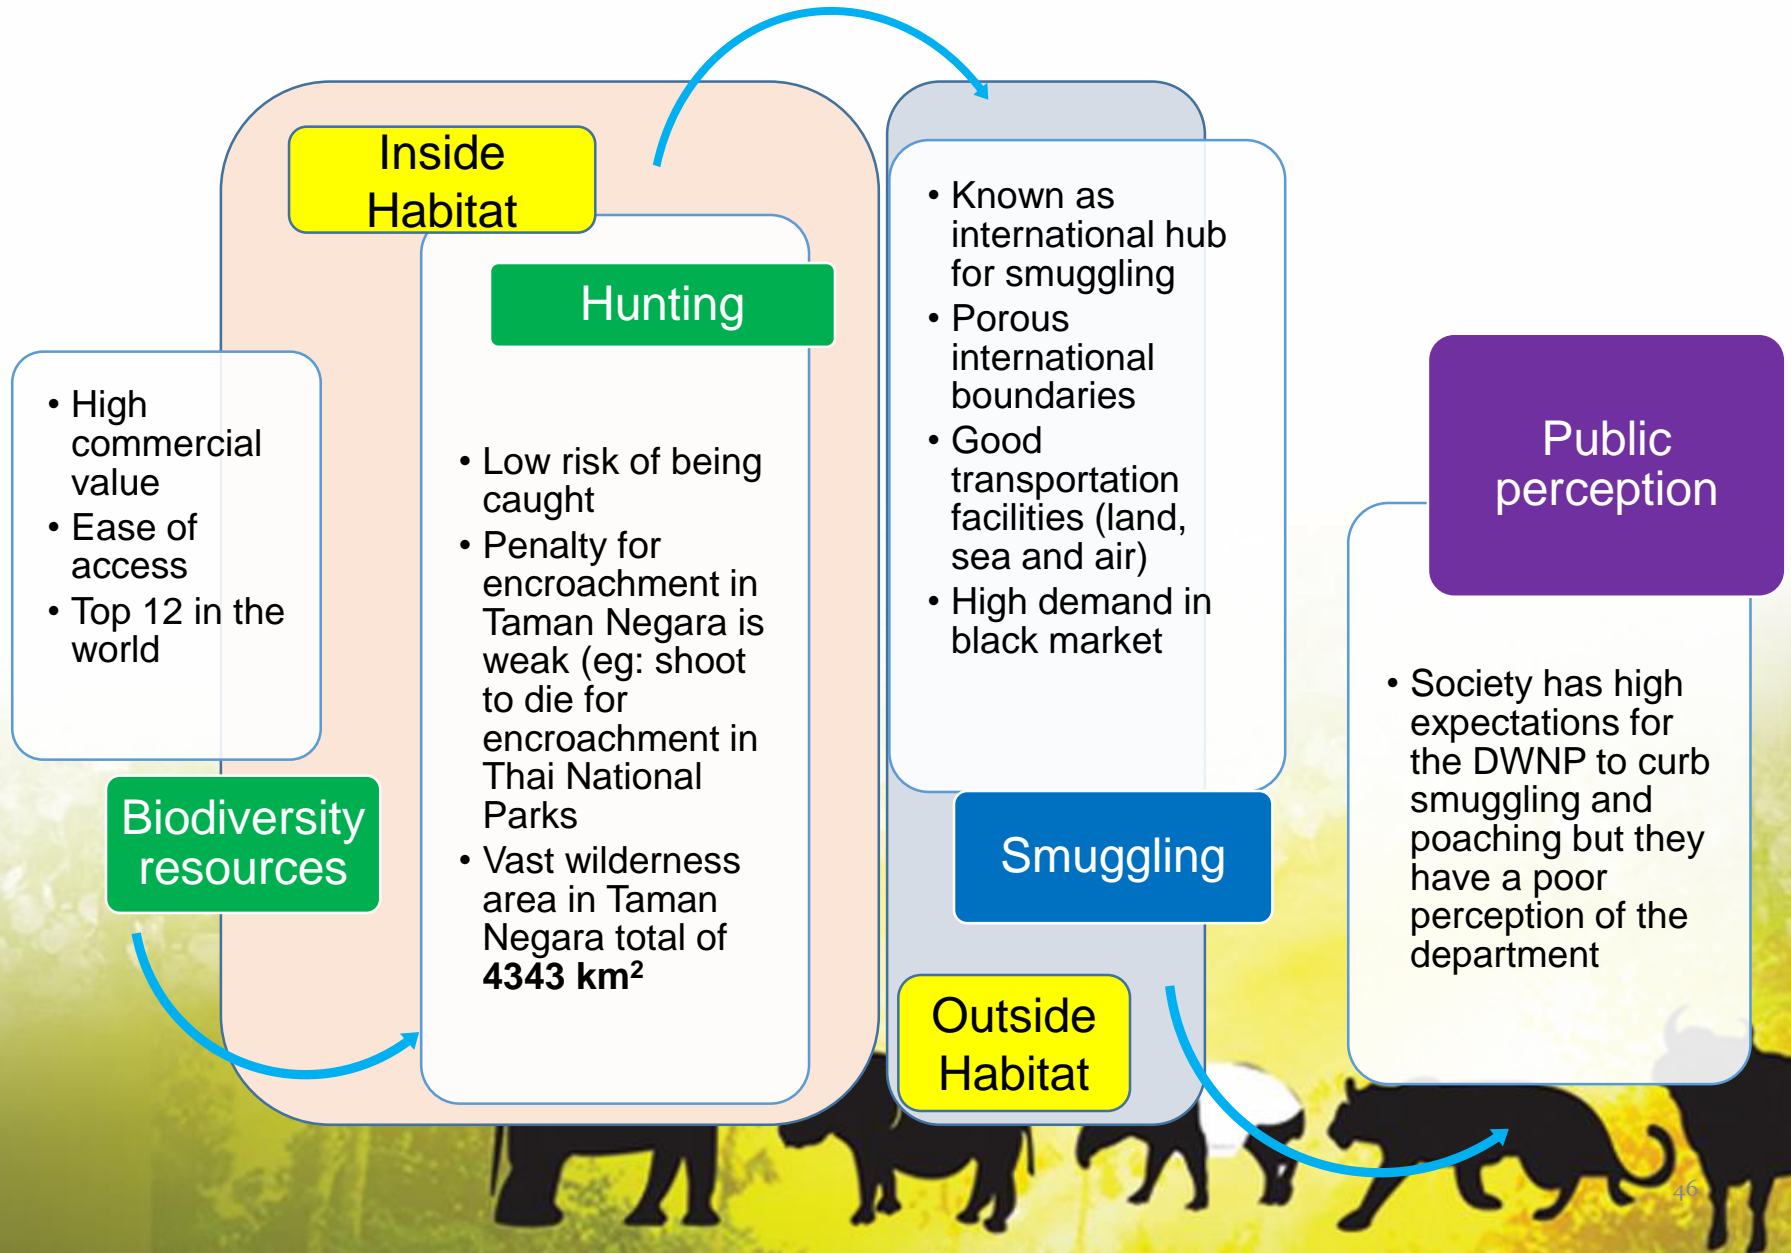 • High
commercial
value
• Ease of
access
• Top 12 in the
world
Biodiversity
resources
Inside
Habitat
Hunting
• Low risk of being
caught
• Penalty for
encroachment in
Taman Negara is
weak (eg: shoot
to die for
encroachment in
Thai National
Parks
• Vast wilderness
area in Taman
Negara total of
4343 km²
• Known as
international hub
for smuggling
• Porous
international
boundaries
• Good
transportation
facilities (land,
sea and air)
• High demand in
black market
Smuggling
Outside
Habitat
Public
perception
• Society has high
expectations for
the DWNP to curb
smuggling and
poaching but they
have a poor
perception of the
department
46